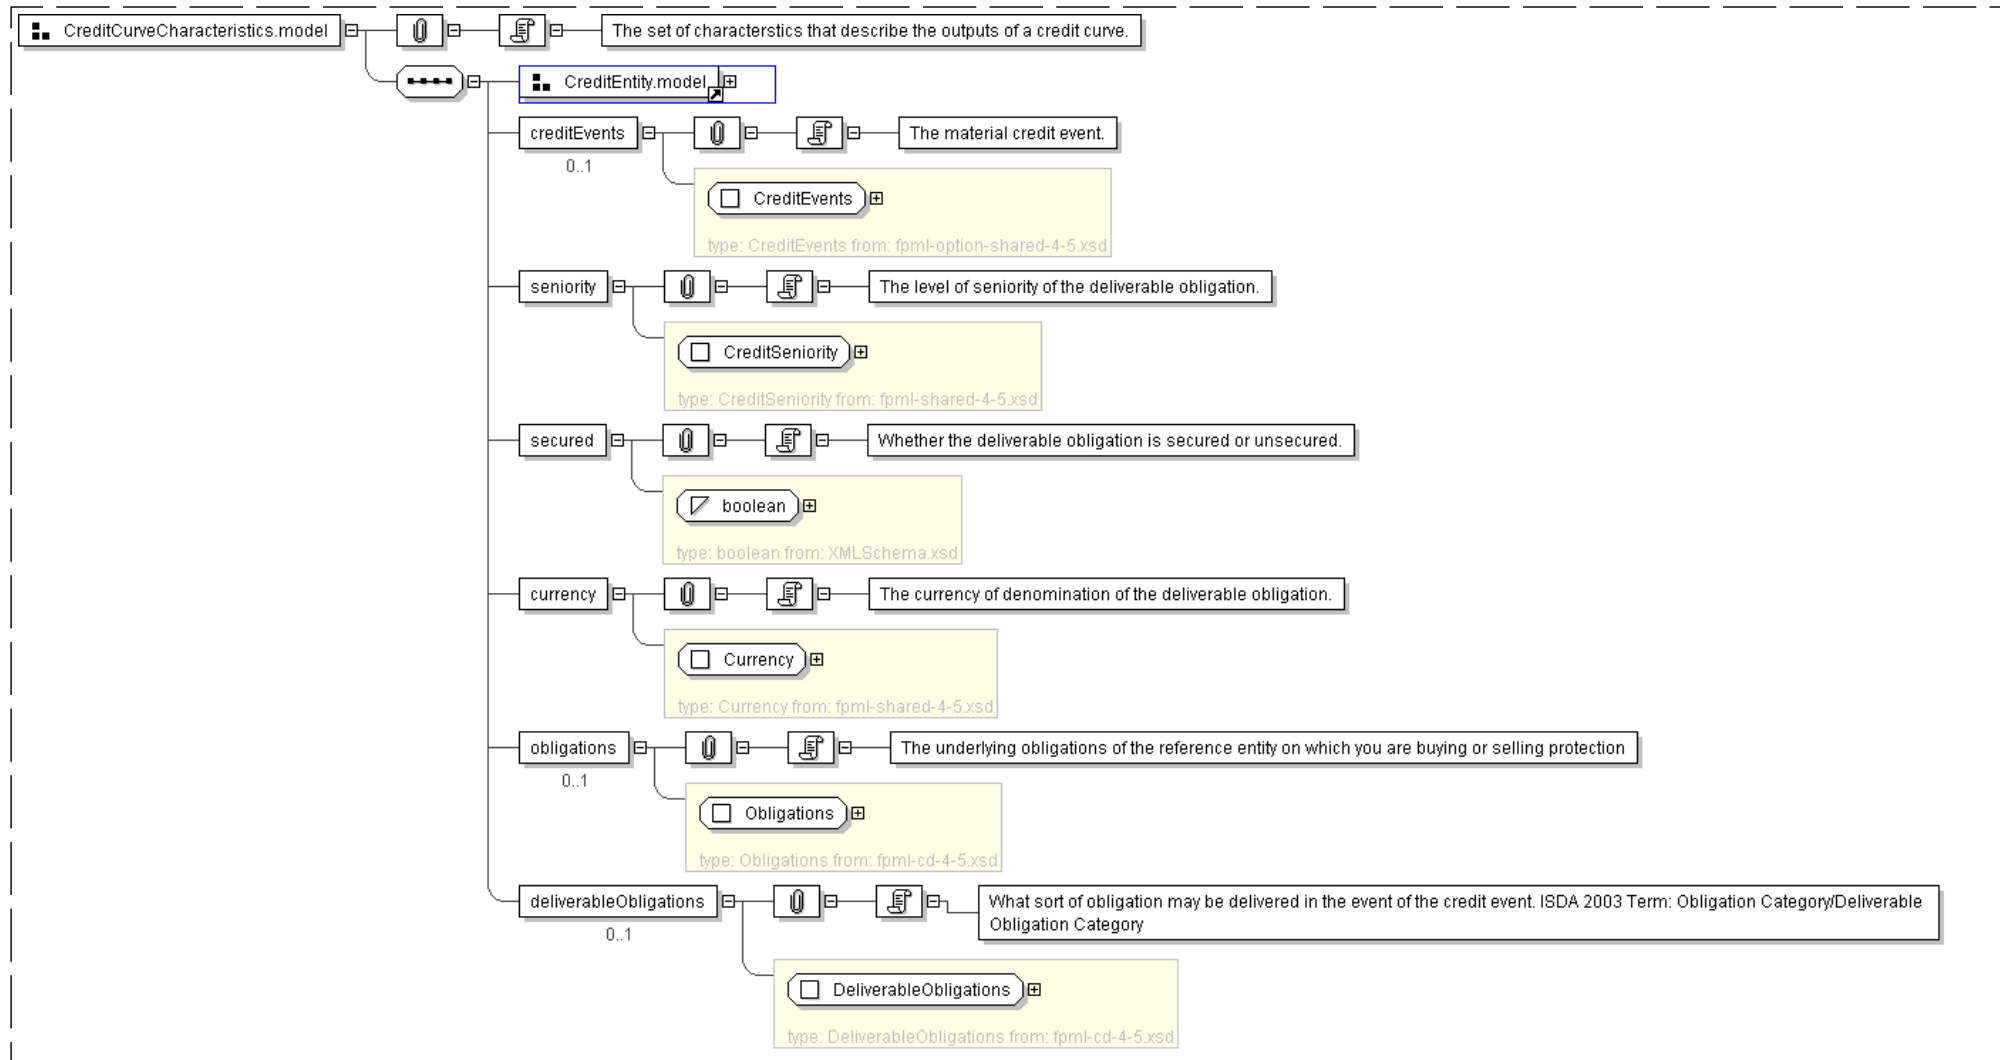 CreditCurveCharacteristics.model
The set of characterstics that describe the outputs of a credit curve.
CreditEntity.model
creditEvents
The material credit event.
0..1
CreditEvents
type: CreditEvents from: fpml-option-shared-4-5.xsd
seniority
The level of seniority of the deliverable obligation.
CreditSeniority
type: CreditSeniority from: fpml-shared-4-5.xsd
secured
Whether the deliverable obligation is secured or unsecured.
boolean
type: boolean from: XMLSchema.xsd
currency
The currency of denomination of the deliverable obligation.
Currency
type: Currency from: fpml-shared-4-5.xsd
obligations
The underlying obligations of the reference entity on which you are buying or selling protection
0..1
Obligations
type: Obligations from: fpml-cd-4-5.xsd
deliverableObligations
What sort of obligation may be delivered in the event of the credit event. ISDA 2003 Term: Obligation Category/Deliverable
Obligation Category
0..1
DeliverableObligations
type: DeliverableObligations from: fpml-cd-4-5.xsd